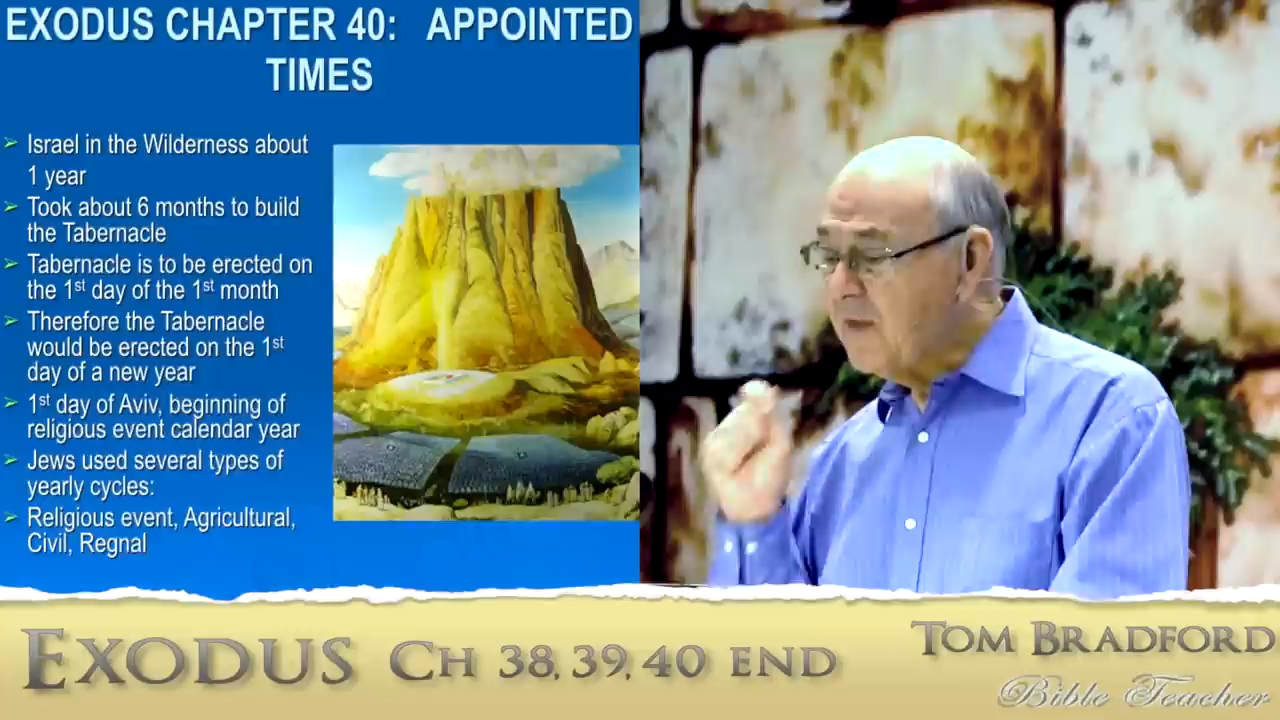 EXODUS CHAPTER 40: APPOINTED
TIMES
➢ Israel in the Wilderness about
1 year
➢ Took about 6 months to build
the Tabernacle
➢ Tabernacle is to be erected on
the 1st day of the 1st month
➢ Therefore the Tabernacle
would be erected on the 1st
day of a new year
➢ 1st day of Aviv, beginning of
religious event calendar year
➢ Jews used several types of
yearly cycles:
➢ Religious event, Agricultural,
Civil, Regnal
EXODUS CH 38, 39, 40 END
TOM BRADFORD
Bible Teacher